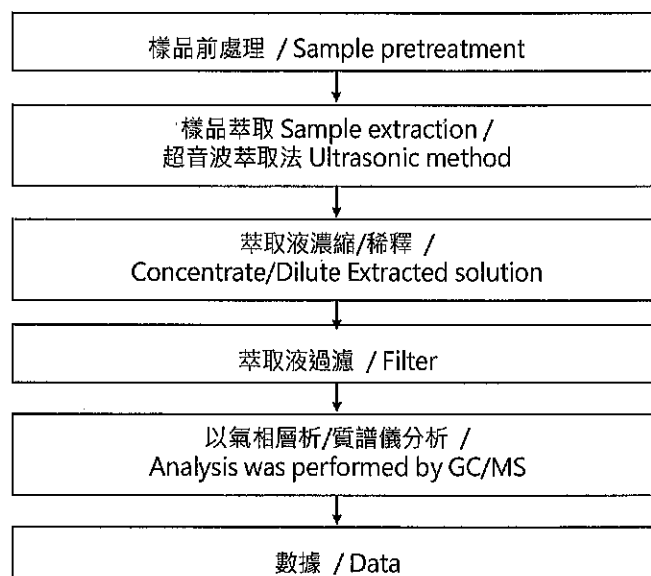 樣品前處理 / Sample pretreatment
樣品萃取 Sample extraction /
超音波萃取法 Ultrasonic method
萃取液濃縮/稀釋 /
Concentrate/Dilute Extracted solution
萃取液過濾 / Filter
以氣相層析/質譜儀分析 /
Analysis was performed by GC/MS
數據 / Data